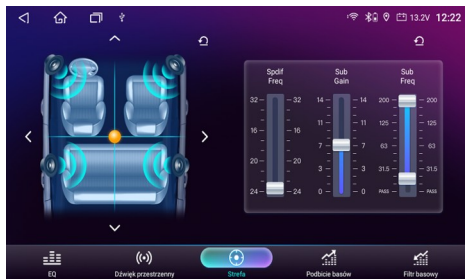 13.2V 12:22
Spdif Freq
Sub Gain
Sub Freq
32 32 14 14 200 200
16 16 11 11 125 125
20 20 7 7 63 63
24 24 3 3 31.5 31.5
0 0 PASS PASS
EQ
Dźwięk przestrzenny
Strefa
Podbicie basów
Filtr basowy